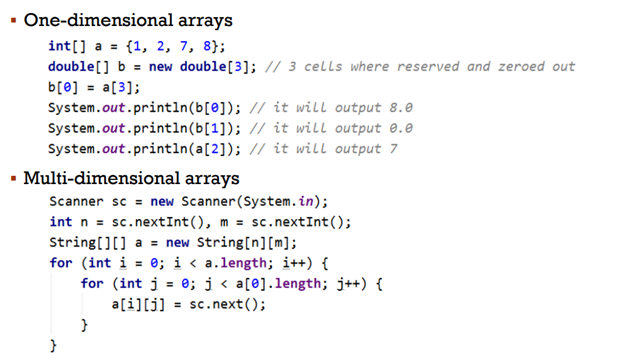 ▪ One-dimensional arrays
int[] a = {1, 2, 7, 8};
double[] b = new double[3]; // 3 cells where reserved and zeroed out
b[0] = a[3];
System.out.println(b[0]); // it will output 8.0
System.out.println(b[1]); // it will output 0.0
System.out.println(a[2]); // it will output 7
▪ Multi-dimensional arrays
Scanner sc = new Scanner(System.in);
int n = sc.nextInt(), m = sc.nextInt();
String[][] a = new String[n][m];
for (int i = 0; i < a.length; i++) {
    for (int j = 0; j < a[0].length; j++) {
        a[i][j] = sc.next();
    }
}